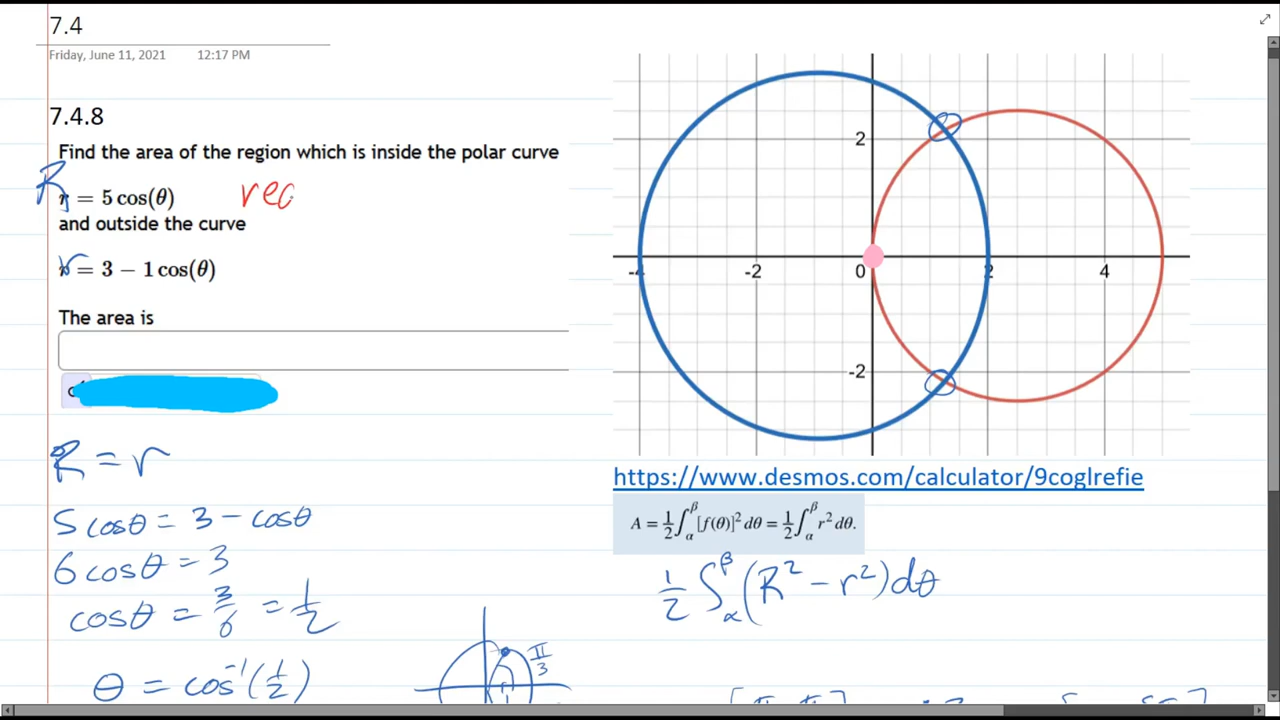 7.4
Friday, June 11, 2021 12:17 PM
7.4.8
Find the area of the region which is inside the polar curve
R
= 5 cos(θ) rec
and outside the curve
r = 3 − 1 cos(θ)
The area is
R = r
5 cosθ = 3 − cosθ
6 cosθ = 3
cosθ = 3/6 = 1/2
θ = cos⁻¹(1/2)
π/3
2
-4 -2 0 2 4
-2
https://www.desmos.com/calculator/9coglrefie
A = 1/2 ∫_α^β [f(θ)]² dθ = 1/2 ∫_α^β r² dθ.
1/2 ∫_α^β (R² − r²) dθ